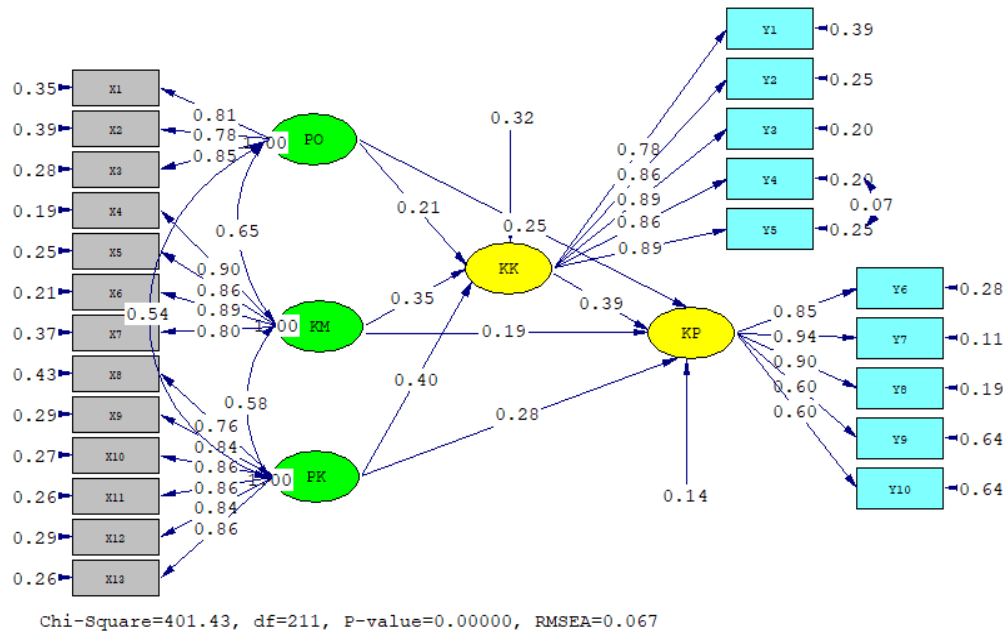 Y1 0.39
Y2 0.25
Y3 0.20
Y4 0.20
0.07
Y5 0.25
0.35 X1
0.39 X2
0.28 X3
0.19 X4
0.25 X5
0.21 X6
0.37 X7
0.43 X8
0.29 X9
0.27 X10
0.26 X11
0.29 X12
0.26 X13
0.81
0.78
0.85
1.00 PO
0.65
0.54
0.90
0.86
0.89
0.80
1.00 KM
0.58
0.76
0.84
0.86
0.86
0.84
0.86
1.00 PK
0.32
0.21
0.25
0.35
0.40
KK
0.39
0.19
0.28
KP
0.14
0.78
0.86
0.89
0.86
0.89
0.85
0.94
0.90
0.60
0.60
Y6 0.28
Y7 0.11
Y8 0.19
Y9 0.64
Y10 0.64
Chi-Square=401.43, df=211, P-value=0.00000, RMSEA=0.067